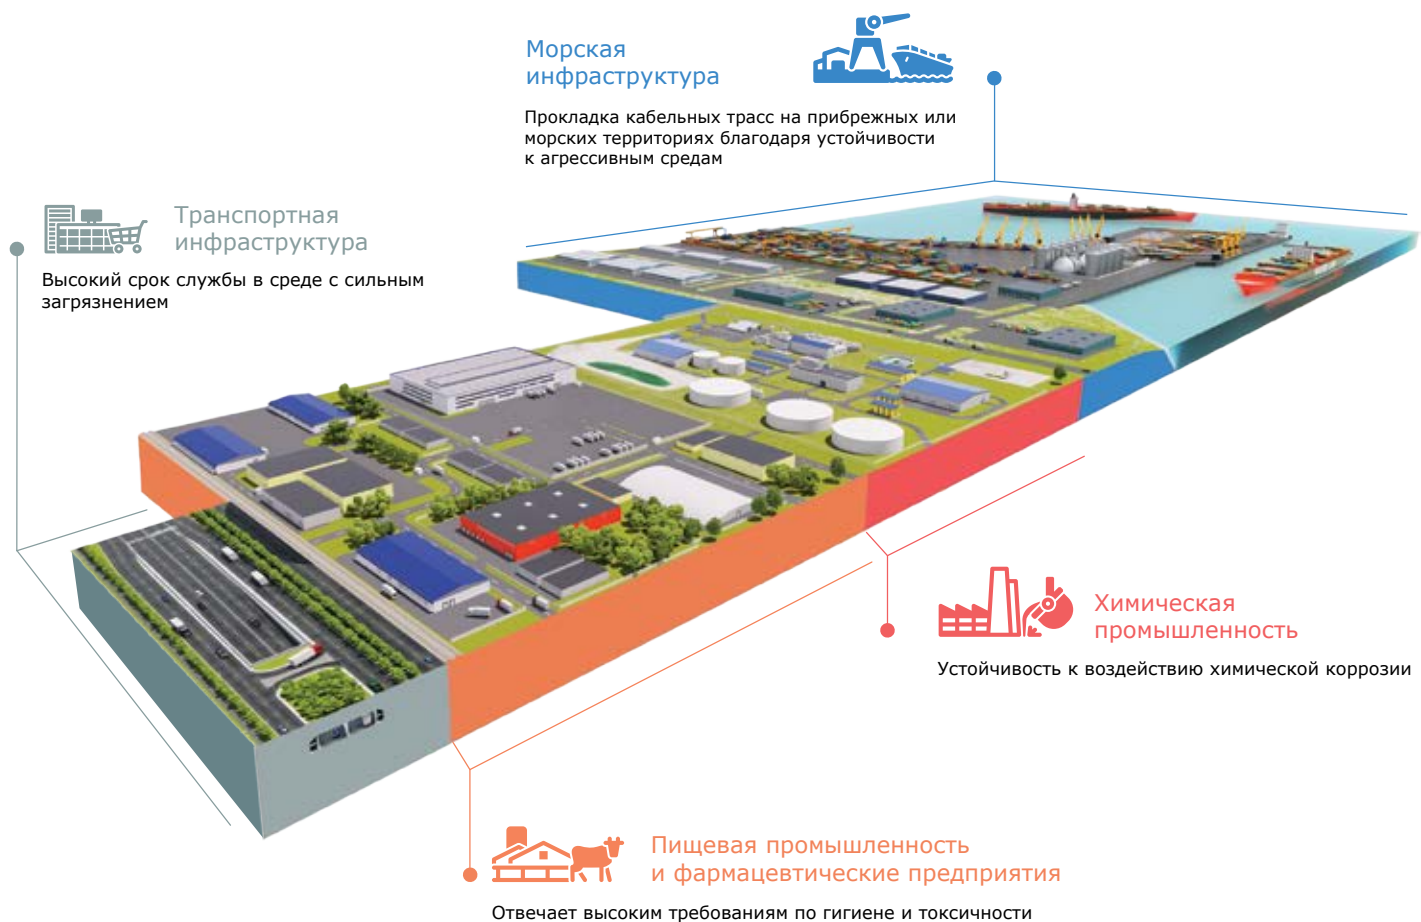 Морская
инфраструктура
Прокладка кабельных трасс на прибрежных или
морских территориях благодаря устойчивости
к агрессивным средам
Транспортная
инфраструктура
Высокий срок службы в среде с сильным
загрязнением
Химическая
промышленность
Устойчивость к воздействию химической коррозии
Пищевая промышленность
и фармацевтические предприятия
Отвечает высоким требованиям по гигиене и токсичности